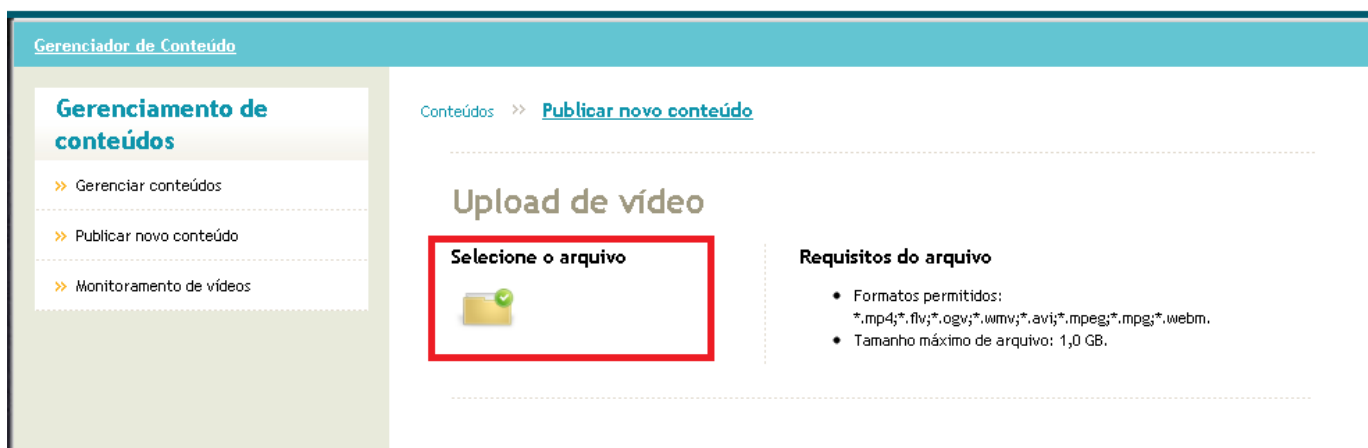 Gerenciador de Conteúdo
Gerenciamento de
conteúdos
>> Gerenciar conteúdos
>> Publicar novo conteúdo
>> Monitoramento de vídeos
Conteúdos >> Publicar novo conteúdo
Upload de vídeo
Selecione o arquivo
Requisitos do arquivo
• Formatos permitidos:
*.mp4;*.flv;*.ogv;*.wmv;*.avi;*.mpeg;*.mpg;*.webm.
• Tamanho máximo de arquivo: 1,0 GB.